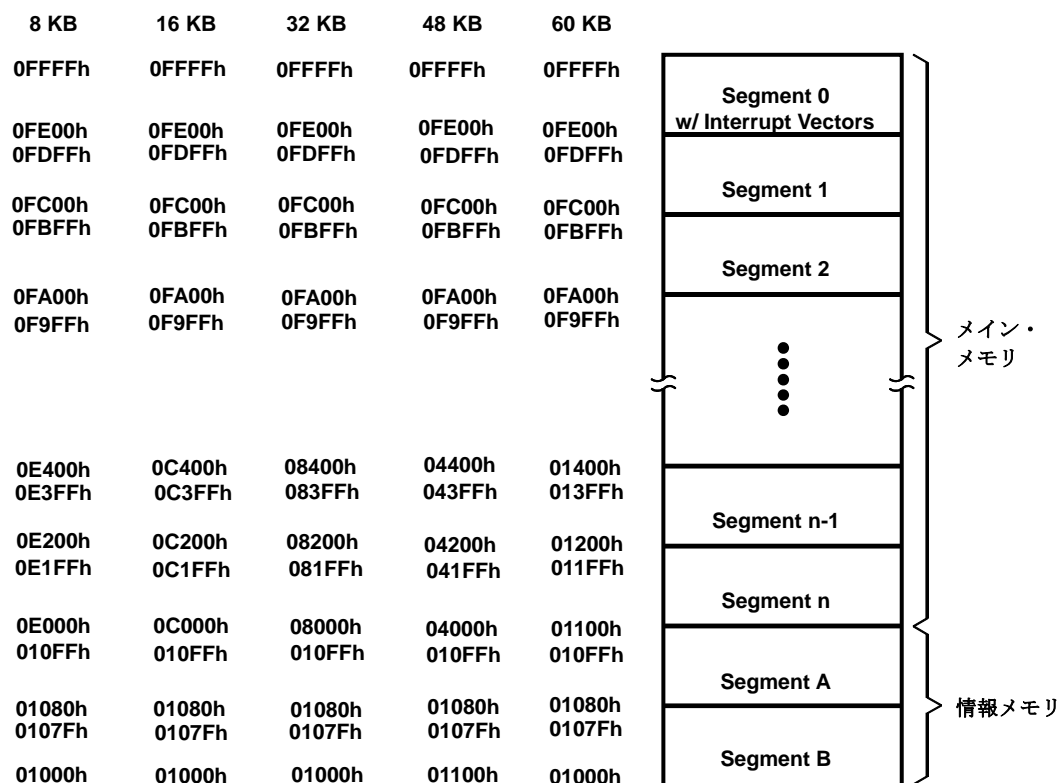 8 KB 16 KB 32 KB 48 KB 60 KB
0FFFFh 0FFFFh 0FFFFh 0FFFFh 0FFFFh
Segment 0
w/ Interrupt Vectors
0FE00h 0FE00h 0FE00h 0FE00h 0FE00h
0FDFFh 0FDFFh 0FDFFh 0FDFFh 0FDFFh
Segment 1
0FC00h 0FC00h 0FC00h 0FC00h 0FC00h
0FBFFh 0FBFFh 0FBFFh 0FBFFh 0FBFFh
Segment 2
0FA00h 0FA00h 0FA00h 0FA00h 0FA00h
0F9FFh 0F9FFh 0F9FFh 0F9FFh 0F9FFh
メイン・
メモリ
0E400h 0C400h 08400h 04400h 01400h
0E3FFh 0C3FFh 083FFh 043FFh 013FFh
Segment n-1
0E200h 0C200h 08200h 04200h 01200h
0E1FFh 0C1FFh 081FFh 041FFh 011FFh
Segment n
0E000h 0C000h 08000h 04000h 01100h
010FFh 010FFh 010FFh 010FFh 010FFh
Segment A
01080h 01080h 01080h 01080h 01080h
情報メモリ
0107Fh 0107Fh 0107Fh 0107Fh 0107Fh
Segment B
01000h 01000h 01000h 01100h 01000h